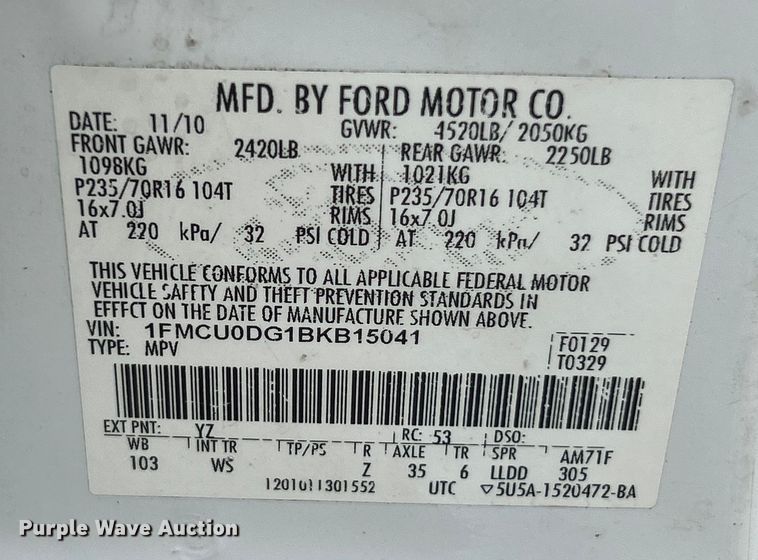 MFD. BY FORD MOTOR CO.
DATE: 11/10 GVWR: 4520LB/ 2050KG
FRONT GAWR: 2420LB REAR GAWR: 2250LB
1098KG WITH 1021KG WITH
P235/70R16 104T TIRES P235/70R16 104T TIRES
16x7.0J RIMS 16x7.0J RIMS
AT 220 kPa/ 32 PSI COLD AT 220 kPa/ 32 PSI COLD
THIS VEHICLE CONFORMS TO ALL APPLICABLE FEDERAL MOTOR
VEHICLE SAFETY AND THEFT PREVENTION STANDARDS IN
EFFECT ON THE DATE OF MANUFACTURE SHOWN ABOVE.
VIN: 1FMCU0DG1BKB15041 F0129
TYPE: MPV T0329
EXT PNT: YZ RC: 53 DSO:
WB INT TR TP/PS R AXLE TR SPR AM71F
103 WS Z 35 6 LLDD 305
1201011301552 UTC ▽5U5A-1520472-BA
Purple Wave Auction